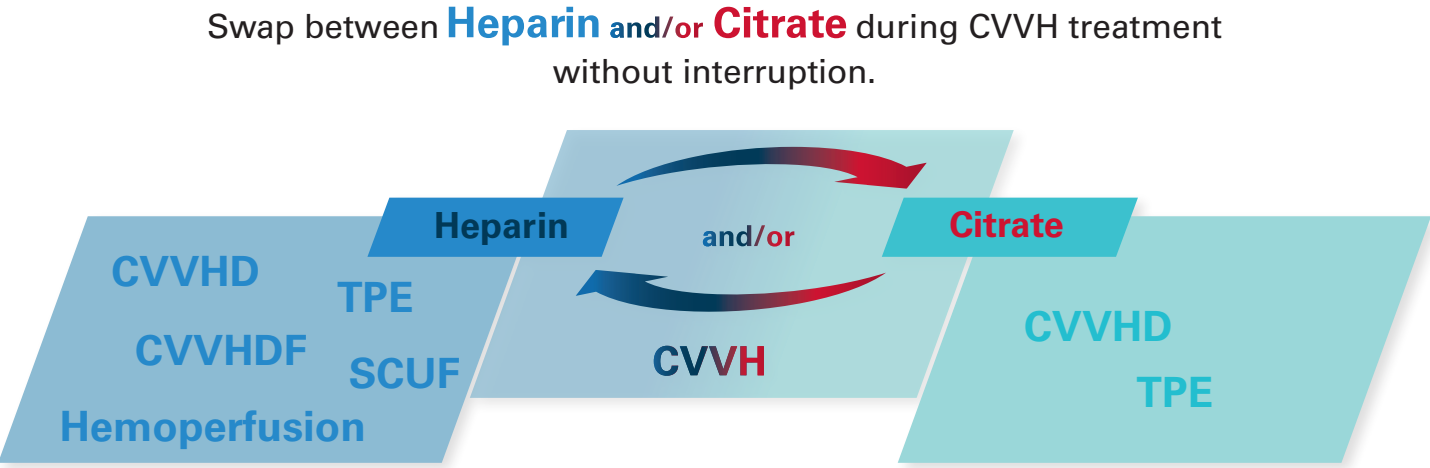 Swap between Heparin and/or Citrate during CVVH treatment
without interruption.
Heparin
and/or
Citrate
CVVHD
TPE
CVVHDF
SCUF
Hemoperfusion
CVVH
CVVHD
TPE